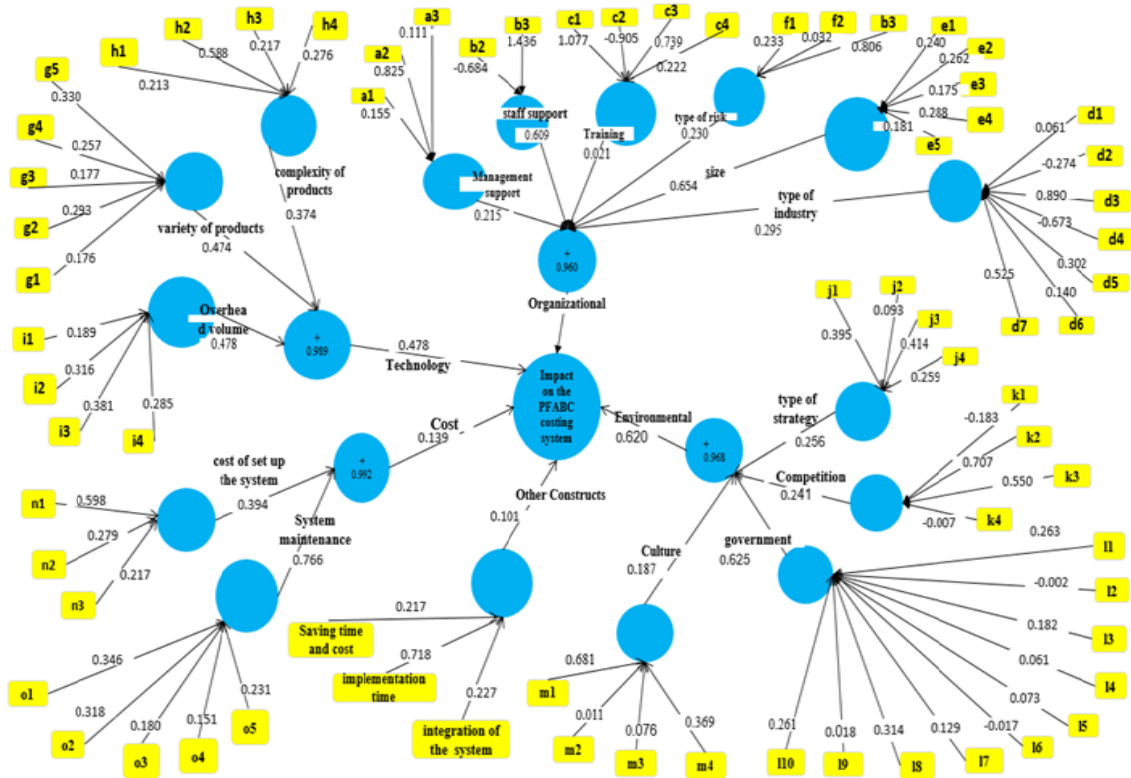 a3
h3
b3
c1
c2
c3
h2
h4
0.111
c4
f1
f2
b3
e1
h1
0.588
0.217
0.276
a2
b2
1.436
1.077
-0.905
0.739
0.233
0.032
0.806
0.240
e2
0.213
0.825
-0.684
0.222
0.262
g5
a1
0.175
e3
0.330
0.155
staff support
type of risk
0.288
e4
d1
g4
0.609
Training
0.230
0.181
e5
0.061
0.257
0.021
size
-0.274
d2
g3
0.177
complexity of
products
Management
support
0.654
0.890
d3
g2
0.293
0.374
0.215
type of
industry
-0.673
d4
variety of products
0.295
0.302
d5
g1
0.176
0.474
+
0.960
0.525
0.140
d7
d6
Overhea
d volume
Organizational
j1
j2
i1
0.189
0.478
+
0.989
0.478
Technology
0.395
0.093
j3
0.414
j4
i2
0.316
0.259
i3
0.381
0.285
i4
Impact
on the
PFABC
costing
system
Environmental
0.620
type of
strategy
0.256
k1
-0.183
k2
Cost
0.139
+
0.968
0.707
cost of set up
the system
0.394
+
0.992
Competition
0.241
0.550
k3
n1
0.598
Other Constructs
-0.007
k4
n2
0.279
System
maintenance
0.766
0.101
government
0.625
0.263
l1
n3
0.217
Culture
0.187
-0.002
l2
0.182
l3
0.217
Saving time
and cost
0.061
l4
o1
0.346
0.231
0.718
implementation
time
0.681
m1
0.073
l5
o2
0.318
o5
0.227
0.011
0.369
-0.017
l6
o3
0.180
o4
0.151
integration of
the system
m2
0.076
m3
m4
0.261
l10
0.018
l9
0.314
l8
0.129
l7